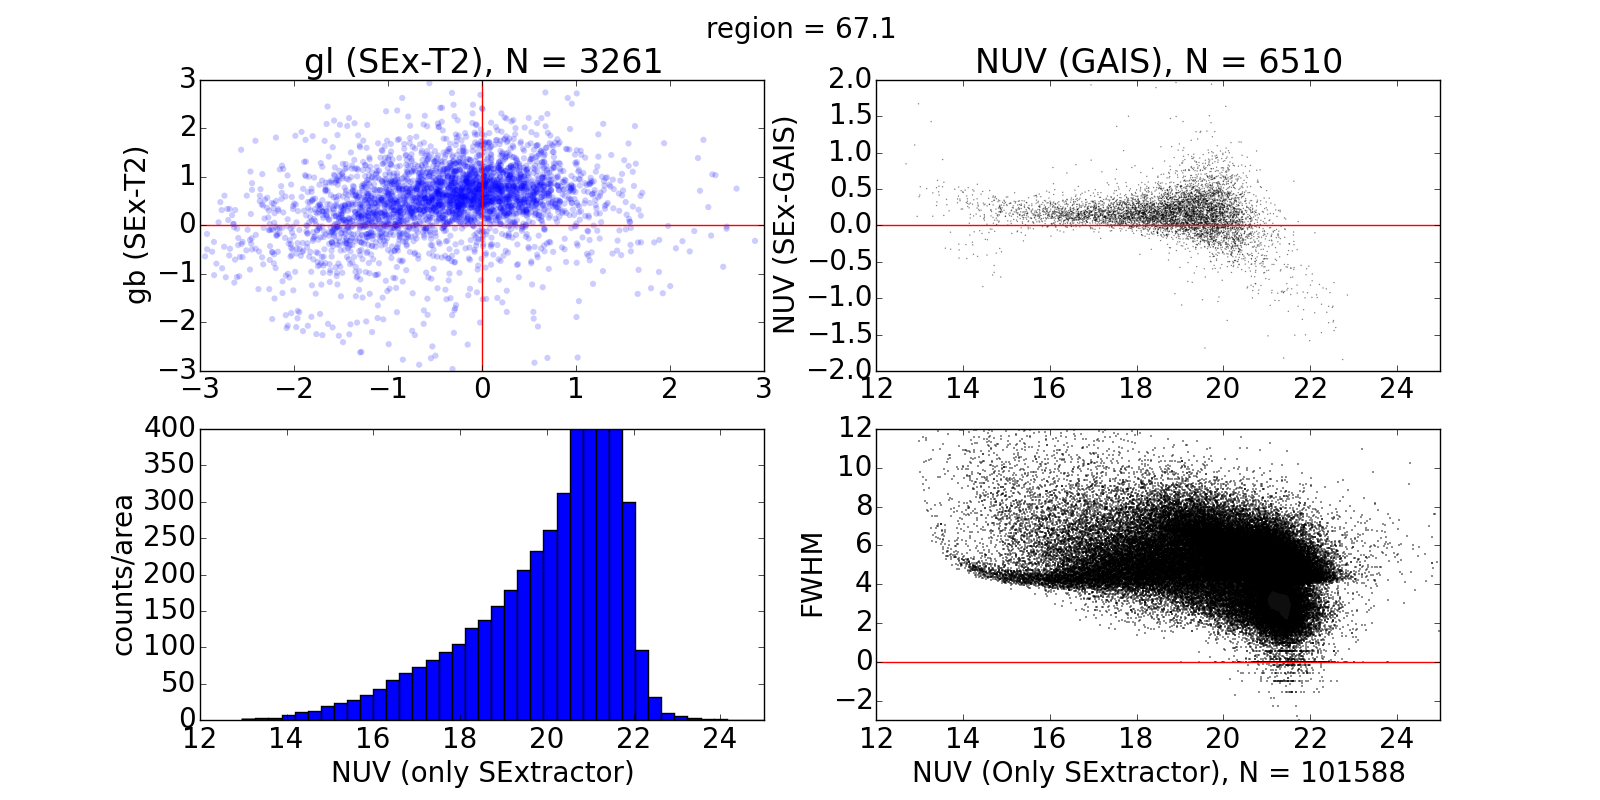 region = 67.1
gl (SEx-T2), N = 3261
3
2
1
0
−1
−2
−3
gb (SEx-T2)
−3 −2 −1 0 1 2 3
NUV (GAIS), N = 6510
2.0
1.5
1.0
0.5
0.0
−0.5
−1.0
−1.5
−2.0
NUV (SEx-GAIS)
12 14 16 18 20 22 24
400
350
300
250
200
150
100
50
0
counts/area
12 14 16 18 20 22 24
NUV (only SExtractor)
12
10
8
6
4
2
0
−2
FWHM
12 14 16 18 20 22 24
NUV (Only SExtractor), N = 101588